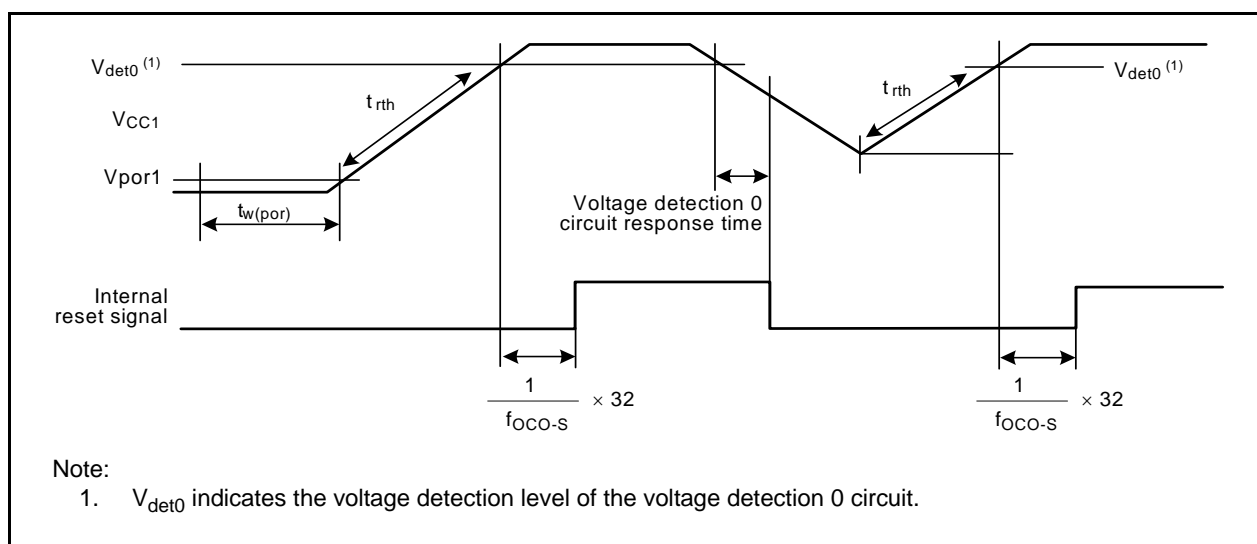 Vdet0 (1)
trth
VCC1
Vpor1
tw(por)
Voltage detection 0
circuit response time
trth
Vdet0 (1)
Internal
reset signal
1
fOCO-S
× 32
1
fOCO-S
× 32
Note:
1. Vdet0 indicates the voltage detection level of the voltage detection 0 circuit.